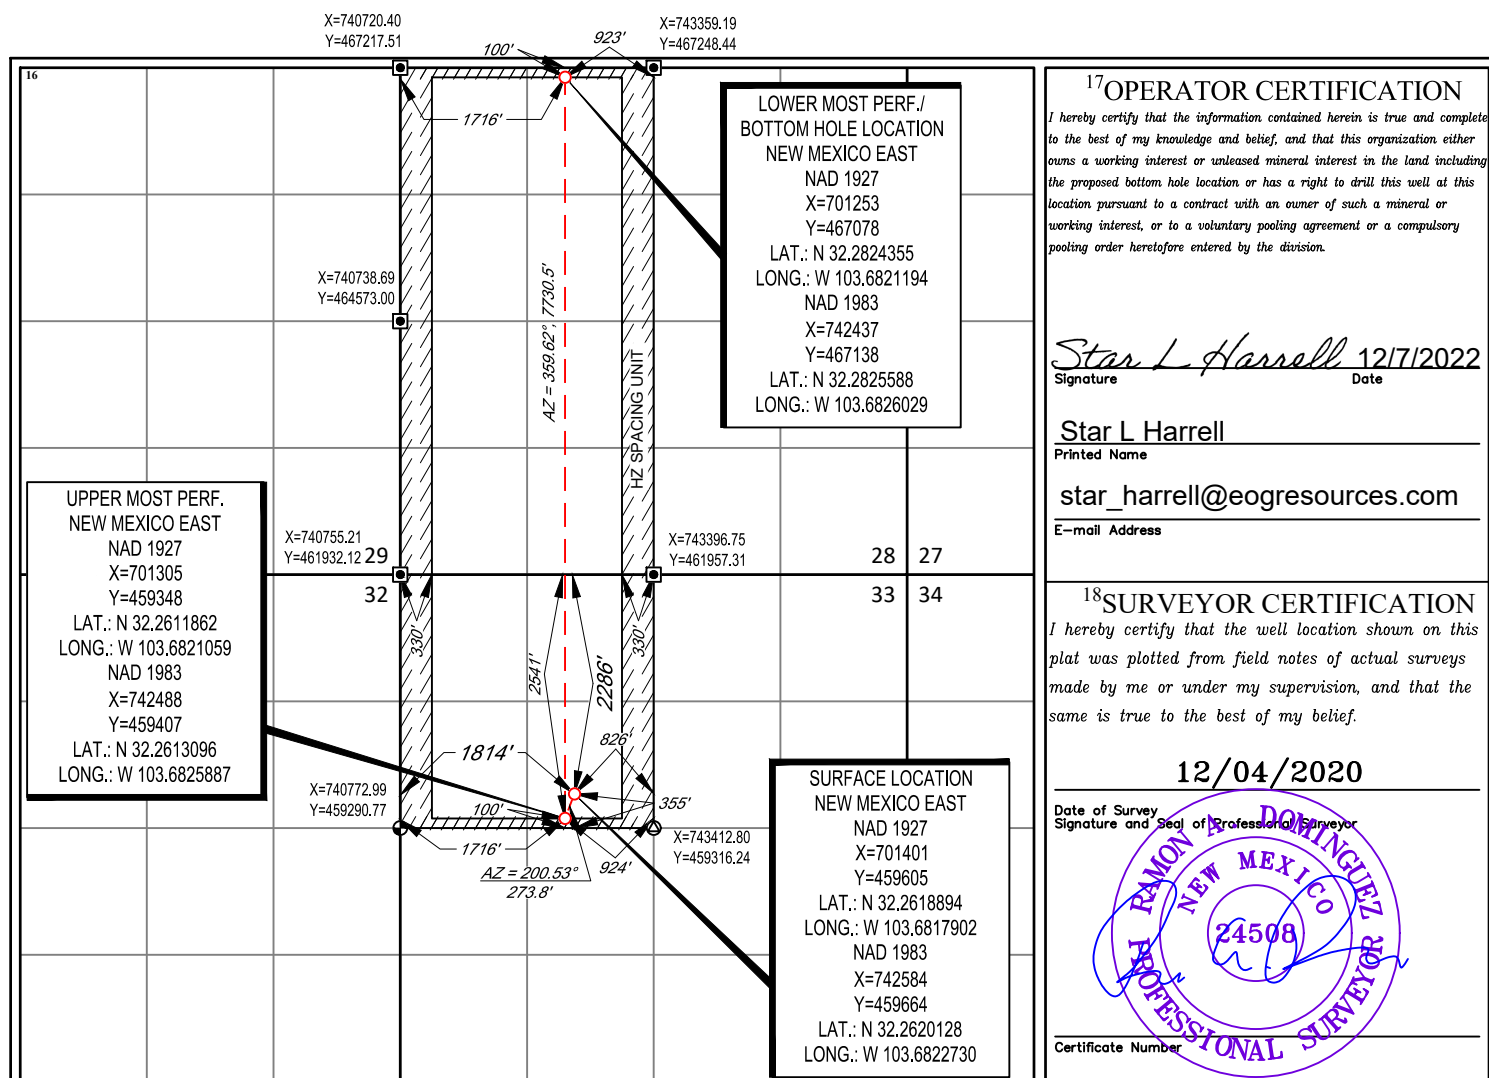 X=740720.40
Y=467217.51
X=743359.19
Y=467248.44
100'
923'
16
1716'
LOWER MOST PERF./
BOTTOM HOLE LOCATION
NEW MEXICO EAST
NAD 1927
X=701253
Y=467078
LAT.: N 32.2824355
LONG.: W 103.6821194
NAD 1983
X=742437
Y=467138
LAT.: N 32.2825588
LONG.: W 103.6826029
X=740738.69
Y=464573.00
AZ = 359.62°, 7730.5'
HZ SPACING UNIT
UPPER MOST PERF.
NEW MEXICO EAST
NAD 1927
X=701305
Y=459348
LAT.: N 32.2611862
LONG.: W 103.6821059
NAD 1983
X=742488
Y=459407
LAT.: N 32.2613096
LONG.: W 103.6825887
X=740755.21
Y=461932.12
29
32
X=743396.75
Y=461957.31
28
27
33
34
330'
2541'
2286'
330'
1814'
826'
X=740772.99
Y=459290.77
100'
355'
1716'
924'
X=743412.80
Y=459316.24
AZ = 200.53°
273.8'
SURFACE LOCATION
NEW MEXICO EAST
NAD 1927
X=701401
Y=459605
LAT.: N 32.2618894
LONG.: W 103.6817902
NAD 1983
X=742584
Y=459664
LAT.: N 32.2620128
LONG.: W 103.6822730
17OPERATOR CERTIFICATION
I hereby certify that the information contained herein is true and complete
to the best of my knowledge and belief, and that this organization either
owns a working interest or unleased mineral interest in the land including
the proposed bottom hole location or has a right to drill this well at this
location pursuant to a contract with an owner of such a mineral or
working interest, or to a voluntary pooling agreement or a compulsory
pooling order heretofore entered by the division.
Star L Harrell 12/7/2022
Signature Date
Star L Harrell
Printed Name
star_harrell@eogresources.com
E-mail Address
18SURVEYOR CERTIFICATION
I hereby certify that the well location shown on this
plat was plotted from field notes of actual surveys
made by me or under my supervision, and that the
same is true to the best of my belief.
12/04/2020
Date of Survey
Signature and Seal of Professional Surveyor
RAMON A. DOMINGUEZ
NEW MEXICO
24508
PROFESSIONAL SURVEYOR
Certificate Number